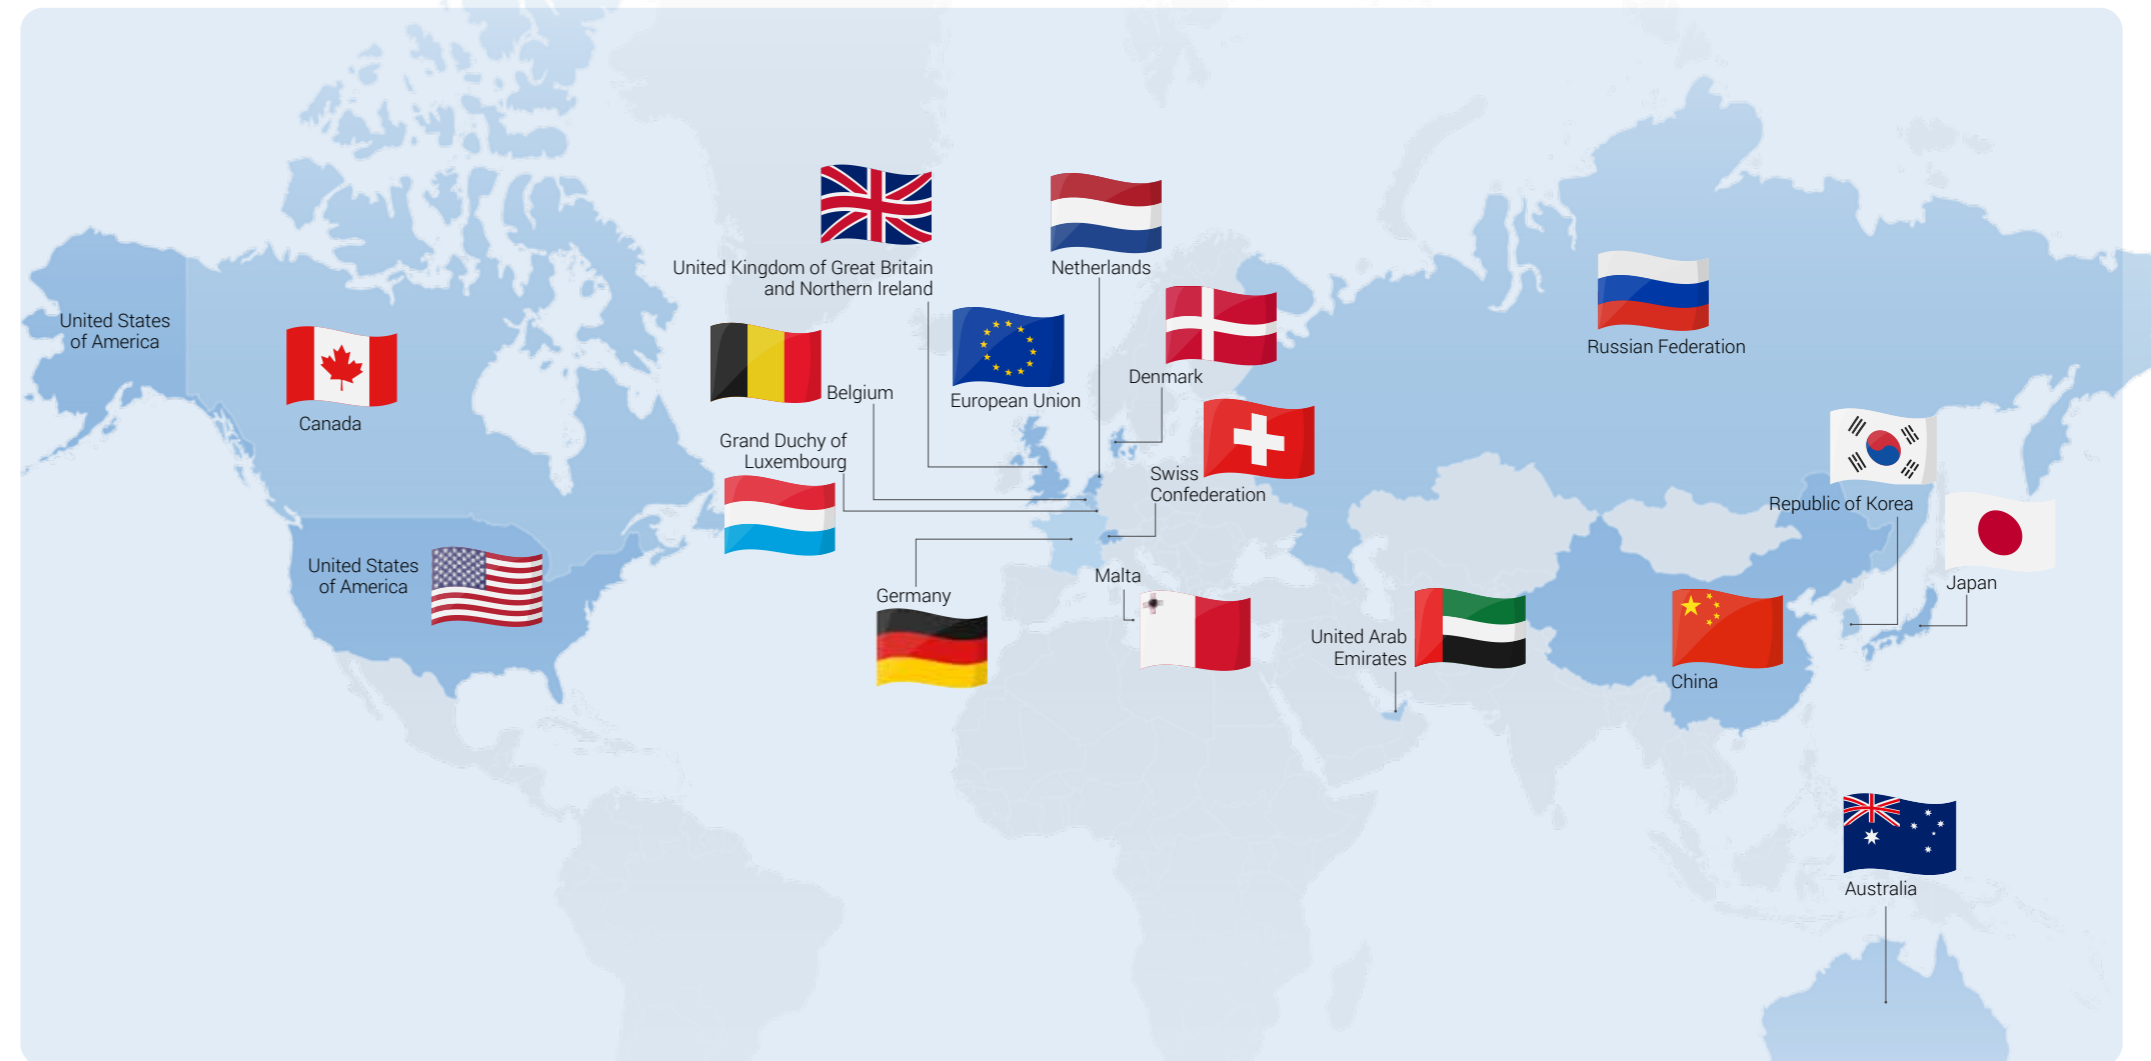 United Kingdom of Great Britain
and Northern Ireland
Netherlands
United States
of America
Canada
Belgium
European Union
Denmark
Russian Federation
Grand Duchy of
Luxembourg
Swiss
Confederation
Republic of Korea
United States
of America
Germany
Malta
Japan
United Arab
Emirates
China
Australia